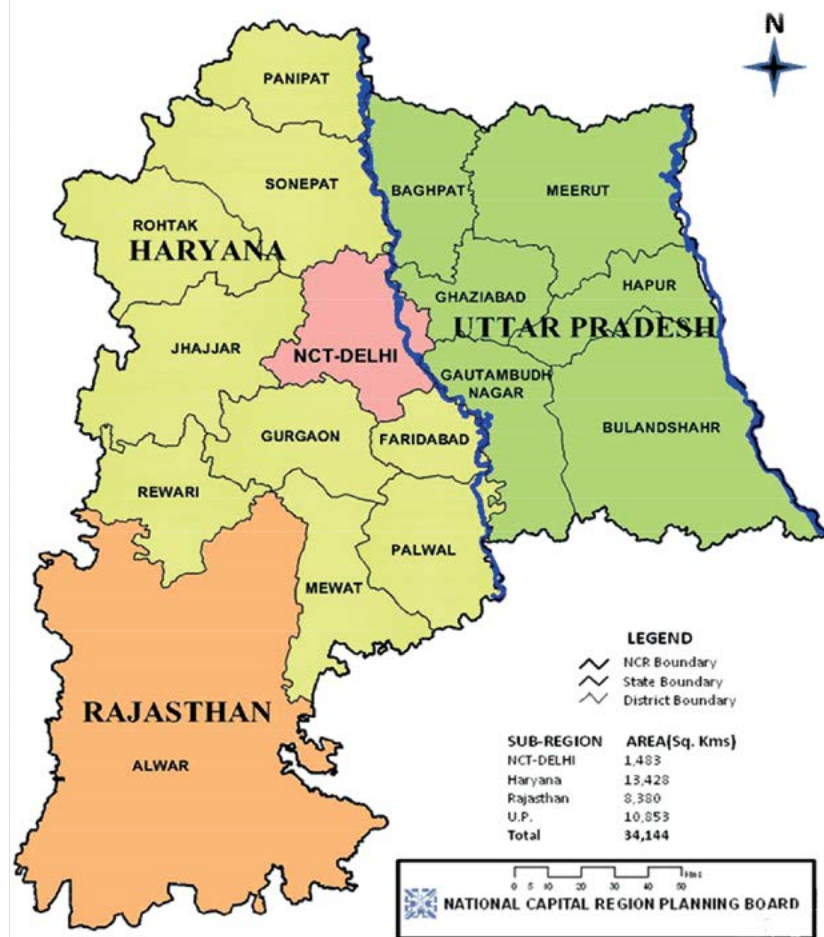 N
PANIPAT
SONEPAT
BAGHPAT
MEERUT
ROHTAK
HARYANA
GHAZIABAD
HAPUR
UTTAR PRADESH
JHAJJAR
NCT-DELHI
GAUTAMBUDH
NAGAR
GURGAON
FARIDABAD
BULANDSHAHR
REWARI
PALWAL
MEWAT
RAJASTHAN
ALWAR
LEGEND
NCR Boundary
State Boundary
District Boundary
SUB-REGION AREA(Sq. Kms)
NCT-DELHI 1,483
Haryana 13,428
Rajasthan 8,380
U.P. 10,853
Total 34,144
0 5 10 20 30 40 50 Kms
NATIONAL CAPITAL REGION PLANNING BOARD